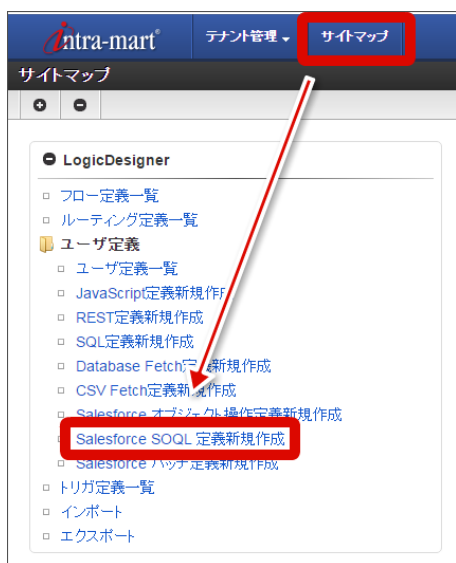 intra-mart® テナント管理 サイトマップ
サイトマップ
LogicDesigner
フロー定義一覧
ルーティング定義一覧
ユーザ定義
ユーザ定義一覧
JavaScript定義新規作成
REST定義新規作成
SQL定義新規作成
Database Fetch定義新規作成
CSV Fetch定義新規作成
Salesforce オブジェクト操作定義新規作成
Salesforce SOQL 定義新規作成
Salesforce バッチ定義新規作成
トリガ定義一覧
インポート
エクスポート